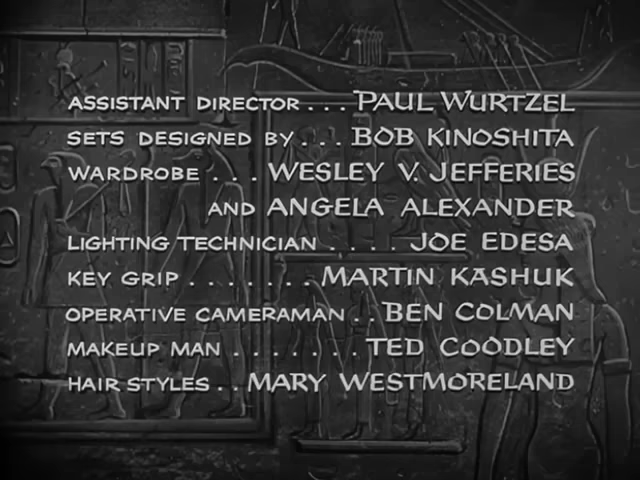 ASSISTANT DIRECTOR... PAUL WURTZEL
SETS DESIGNED BY... BOB KINOSHITA
WARDROBE ... WESLEY V. JEFFERIES
AND ANGELA ALEXANDER
LIGHTING TECHNICIAN .... JOE EDESA
KEY GRIP ....... MARTIN KASHUK
OPERATIVE CAMERAMAN .. BEN COLMAN
MAKEUP MAN ....... TED COODLEY
HAIR STYLES .. MARY WESTMORELAND